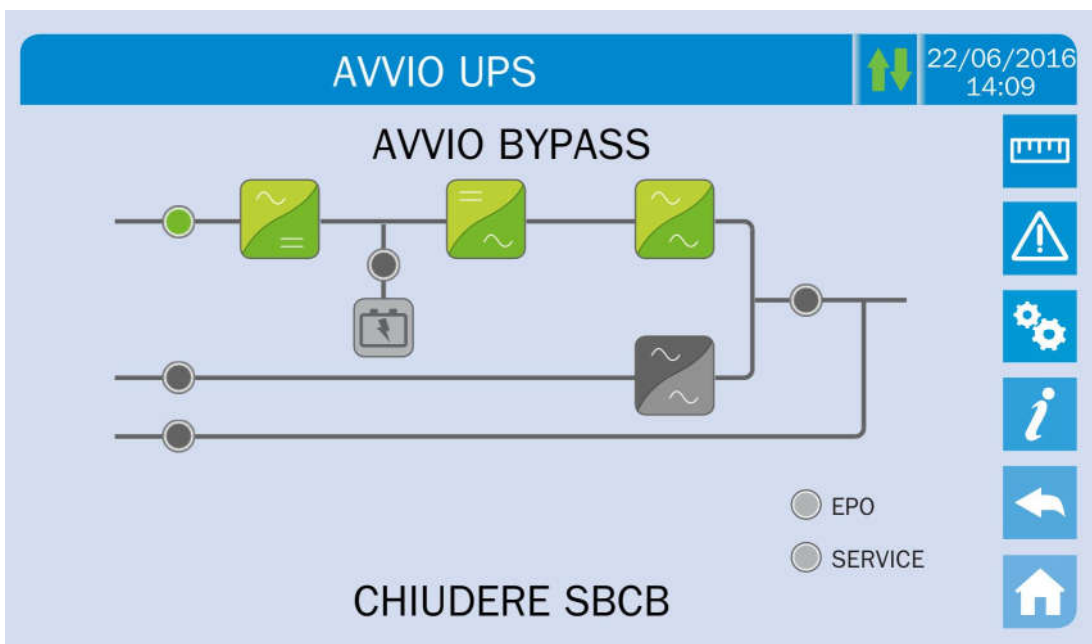 AVVIO UPS
22/06/2016
14:09
AVVIO BYPASS
EPO
SERVICE
CHIUDERE SBCB